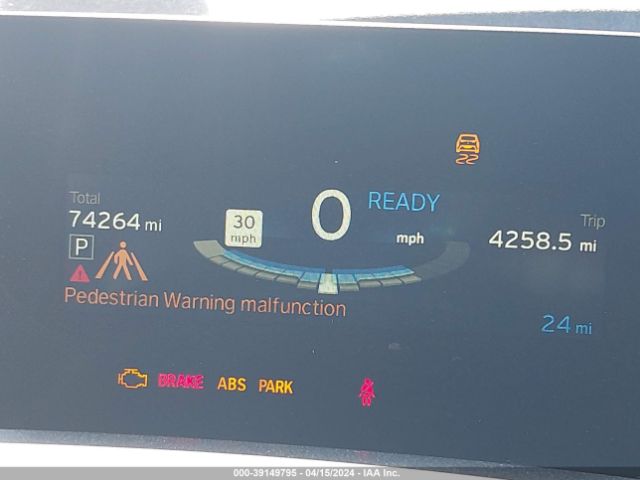 Total
74264 mi
30
mph
0
READY
mph
Trip
4258.5 mi
P
Pedestrian Warning malfunction
24 mi
BRAKE ABS PARK
000-39149795 - 04/15/2024 - IAA Inc.